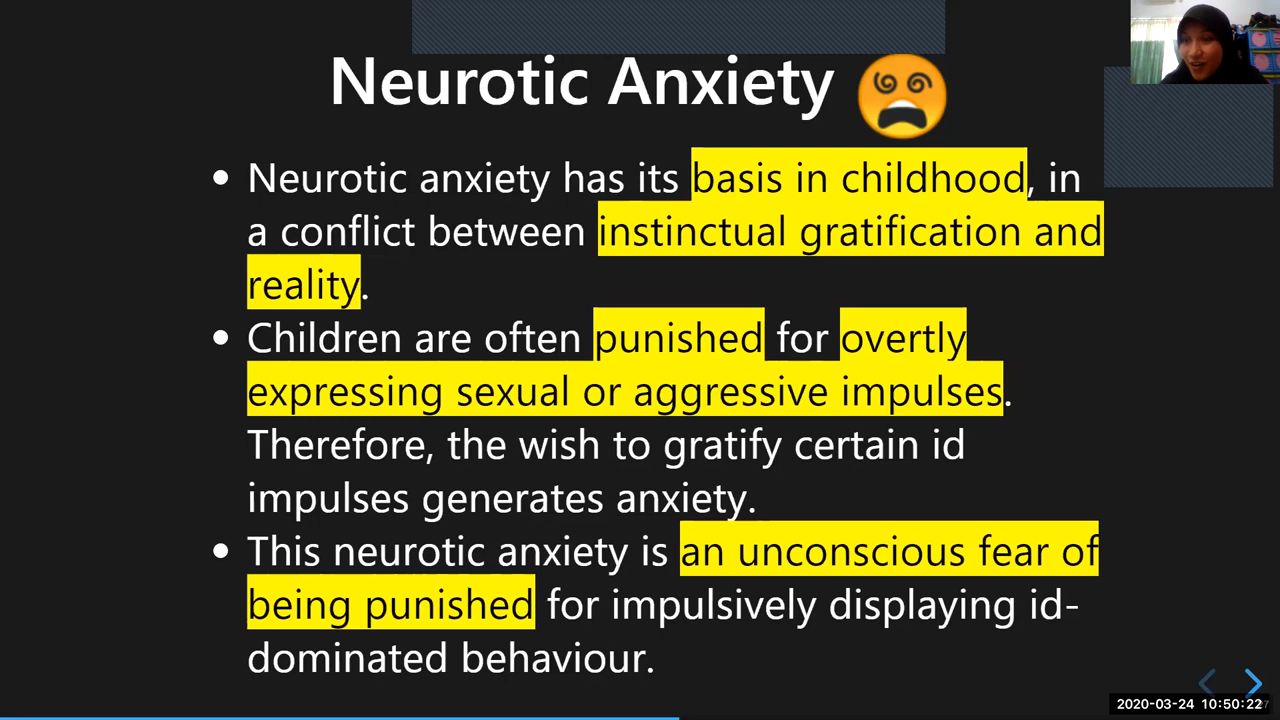 Neurotic Anxiety
• Neurotic anxiety has its basis in childhood, in
a conflict between instinctual gratification and
reality.
• Children are often punished for overtly
expressing sexual or aggressive impulses.
Therefore, the wish to gratify certain id
impulses generates anxiety.
• This neurotic anxiety is an unconscious fear of
being punished for impulsively displaying id-
dominated behaviour.
2020-03-24 10:50:22